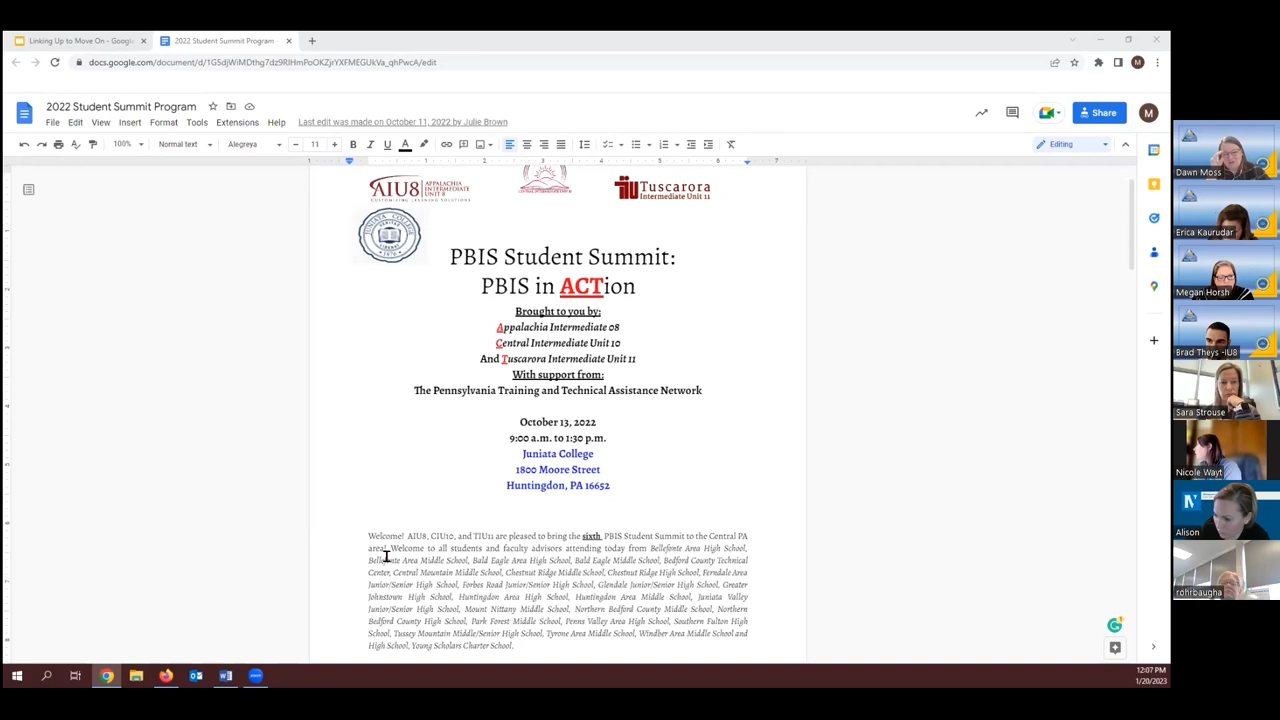 Linking Up to Move On - Google
2022 Student Summit Program
docs.google.com/document/d/1G5djWiMDthg7dz9RlHmPoOKZjrYXFMEGUkVa_qhPwcA/edit
2022 Student Summit Program
File Edit View Insert Format Tools Extensions Help Last edit was made on October 11, 2022 by Julie Brown
Share
M
100% Normal text Alegreya 11 Editing
AIU8 APPALACHIA INTERMEDIATE UNIT 8
CUSTOMIZING LEARNING SOLUTIONS
Tuscarora
Intermediate Unit 11
PBIS Student Summit:
PBIS in ACTion
Brought to you by:
Appalachia Intermediate 08
Central Intermediate Unit 10
And Tuscarora Intermediate Unit 11
With support from:
The Pennsylvania Training and Technical Assistance Network
October 13, 2022
9:00 a.m. to 1:30 p.m.
Juniata College
1800 Moore Street
Huntingdon, PA 16652
Welcome! AIU8, CIU10, and TIU11 are pleased to bring the sixth PBIS Student Summit to the Central PA
area! Welcome to all students and faculty advisors attending today from Bellefonte Area High School,
Bellefonte Area Middle School, Bald Eagle Area High School, Bald Eagle Middle School, Bedford County Technical
Center, Central Mountain Middle School, Chestnut Ridge Middle School, Chestnut Ridge High School, Ferndale Area
Junior/Senior High School, Forbes Road Junior/Senior High School, Glendale Junior/Senior High School, Greater
Johnstown High School, Huntingdon Area High School, Huntingdon Area Middle School, Juniata Valley
Junior/Senior High School, Mount Nittany Middle School, Northern Bedford County Middle School, Northern
Bedford County High School, Park Forest Middle School, Penns Valley Area High School, Southern Fulton High
School, Tussey Mountain Middle/Senior High School, Tyrone Area Middle School, Windber Area Middle School and
High School, Young Scholars Charter School.
12:07 PM
1/20/2023
Dawn Moss
Erica Kaurudar
Megan Horsh
Brad Theys -IU8
Sara Strouse
Nicole Wayt
Alison
rohrbaugha